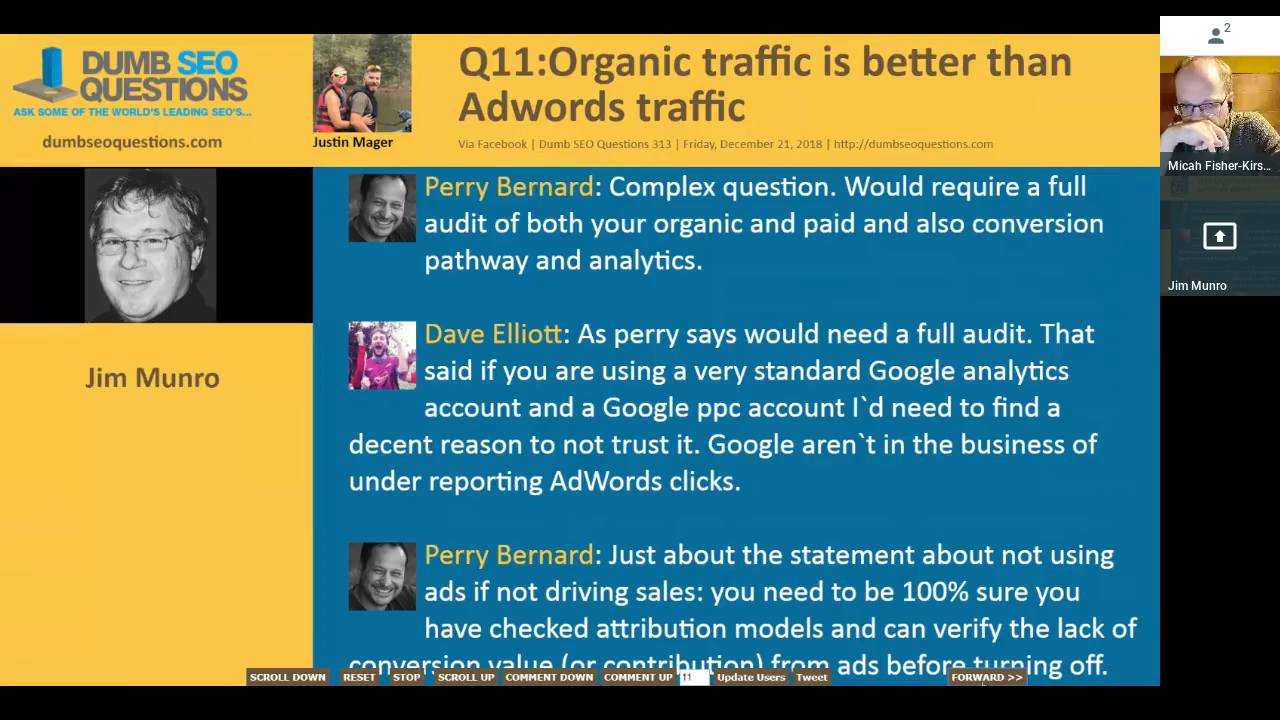 DUMB SEO
QUESTIONS
ASK SOME OF THE WORLD'S LEADING SEO'S...
dumbseoquestions.com
Justin Mager
Q11:Organic traffic is better than
Adwords traffic
Via Facebook | Dumb SEO Questions 313 | Friday, December 21, 2018 | http://dumbseoquestions.com
2
Micah Fisher-Kirs...
Jim Munro
Jim Munro
Perry Bernard: Complex question. Would require a full
audit of both your organic and paid and also conversion
pathway and analytics.
Dave Elliott: As perry says would need a full audit. That
said if you are using a very standard Google analytics
account and a Google ppc account I`d need to find a
decent reason to not trust it. Google aren`t in the business of
under reporting AdWords clicks.
Perry Bernard: Just about the statement about not using
ads if not driving sales: you need to be 100% sure you
have checked attribution models and can verify the lack of
conversion value (or contribution) from ads before turning off.
SCROLL DOWN RESET STOP SCROLL UP COMMENT DOWN COMMENT UP 11 Update Users Tweet FORWARD >>